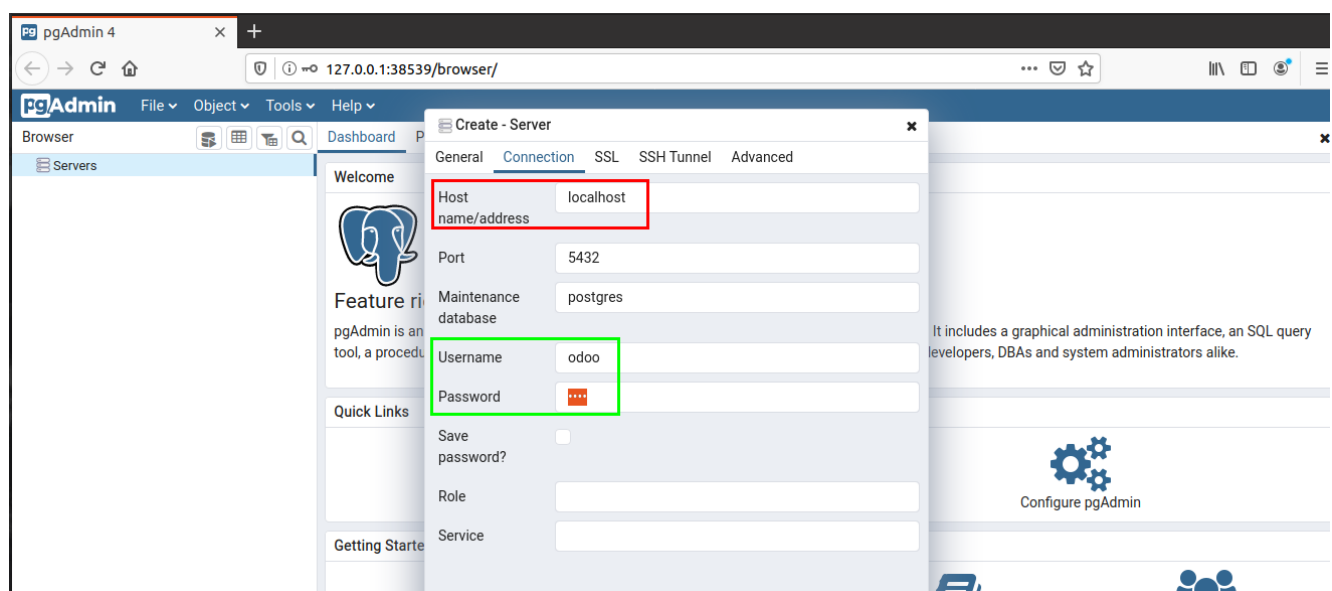 pgAdmin 4
127.0.0.1:38539/browser/
pgAdmin File Object Tools Help
Browser
Servers
Dashboard P
Welcome
Feature ri
pgAdmin is an
It includes a graphical administration interface, an SQL query
tool, a procedu
levelopers, DBAs and system administrators alike.
Quick Links
Configure pgAdmin
Getting Starte
Create - Server
General Connection SSL SSH Tunnel Advanced
Host
name/address
localhost
Port 5432
Maintenance
database
postgres
Username odoo
Password ····
Save
password?
Role
Service